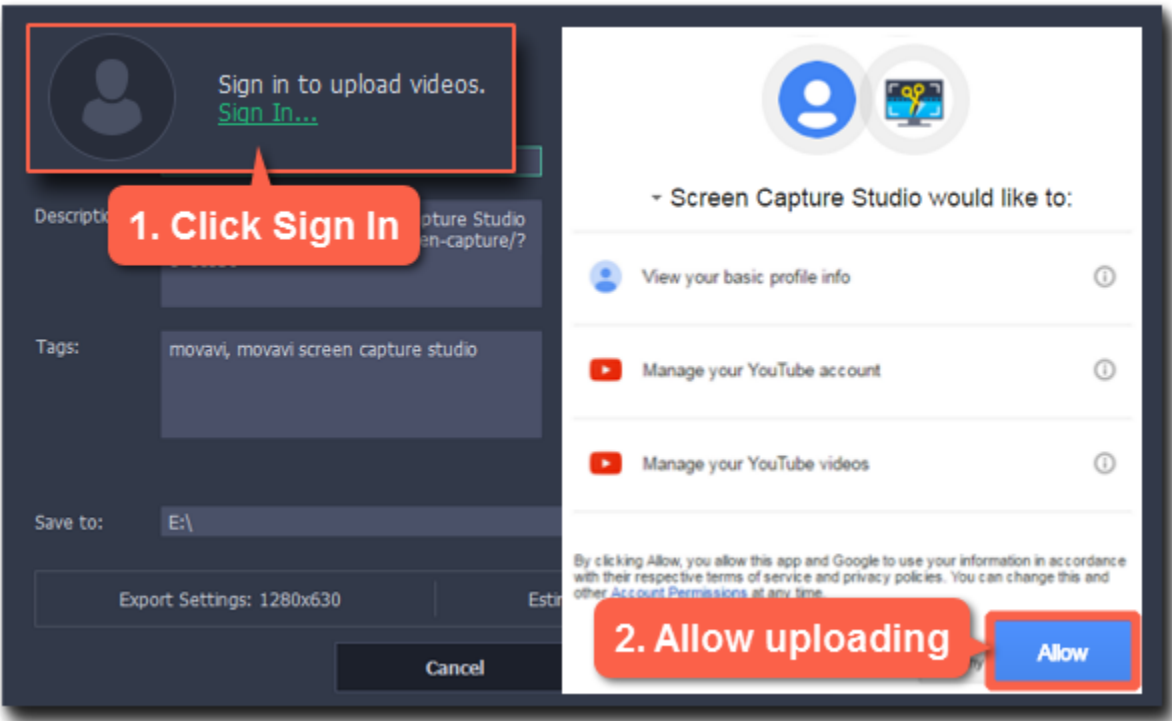 Sign in to upload videos.
Sign In...
1. Click Sign In
pture Studio
en-capture/?
Tags:
movavi, movavi screen capture studio
Save to:
E:\
Export Settings: 1280x630
Cancel
Screen Capture Studio would like to:
View your basic profile info
Manage your YouTube account
Manage your YouTube videos
By clicking Allow, you allow this app and Google to use your information in accordance
with their respective terms of service and privacy policies. You can change this and
other Account Permissions at any time.
2. Allow uploading
Allow